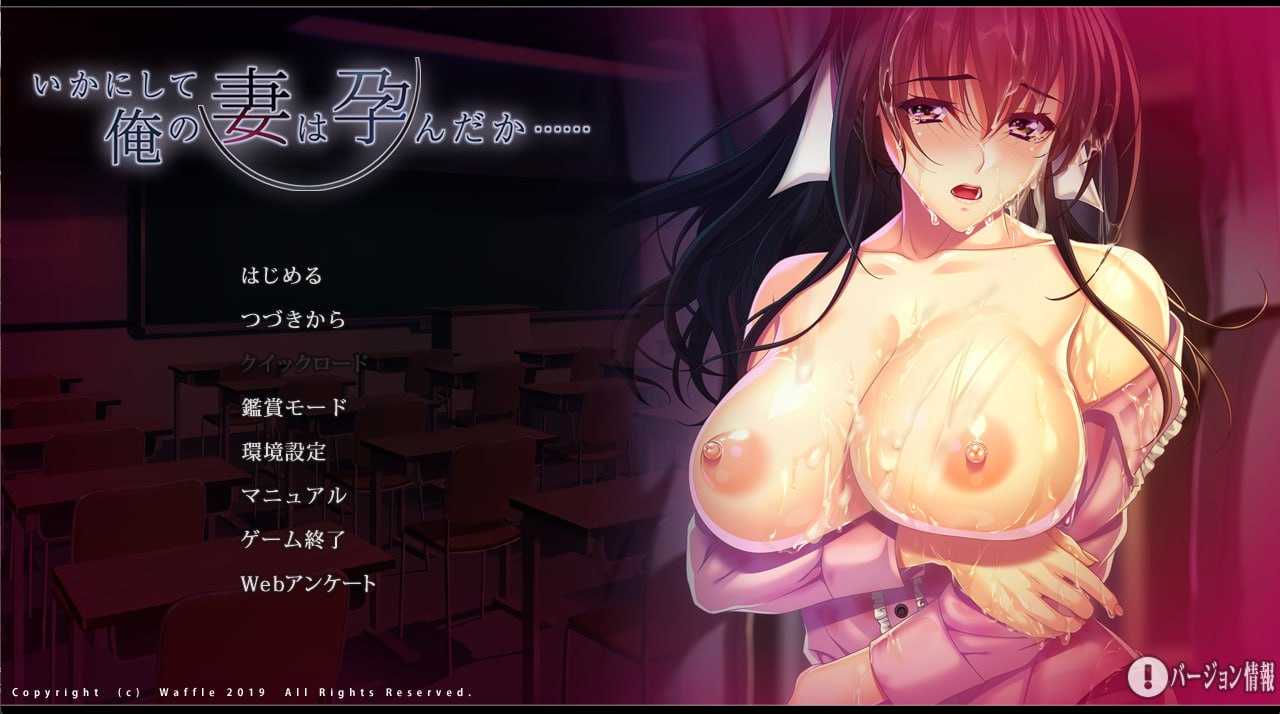 いかにして
俺の妻は孕んだか……
はじめる
つづきから
クイックロード
鑑賞モード
環境設定
マニュアル
ゲーム終了
Webアンケート
Copyright (c) Waffle 2019 All Rights Reserved.
バージョン情報